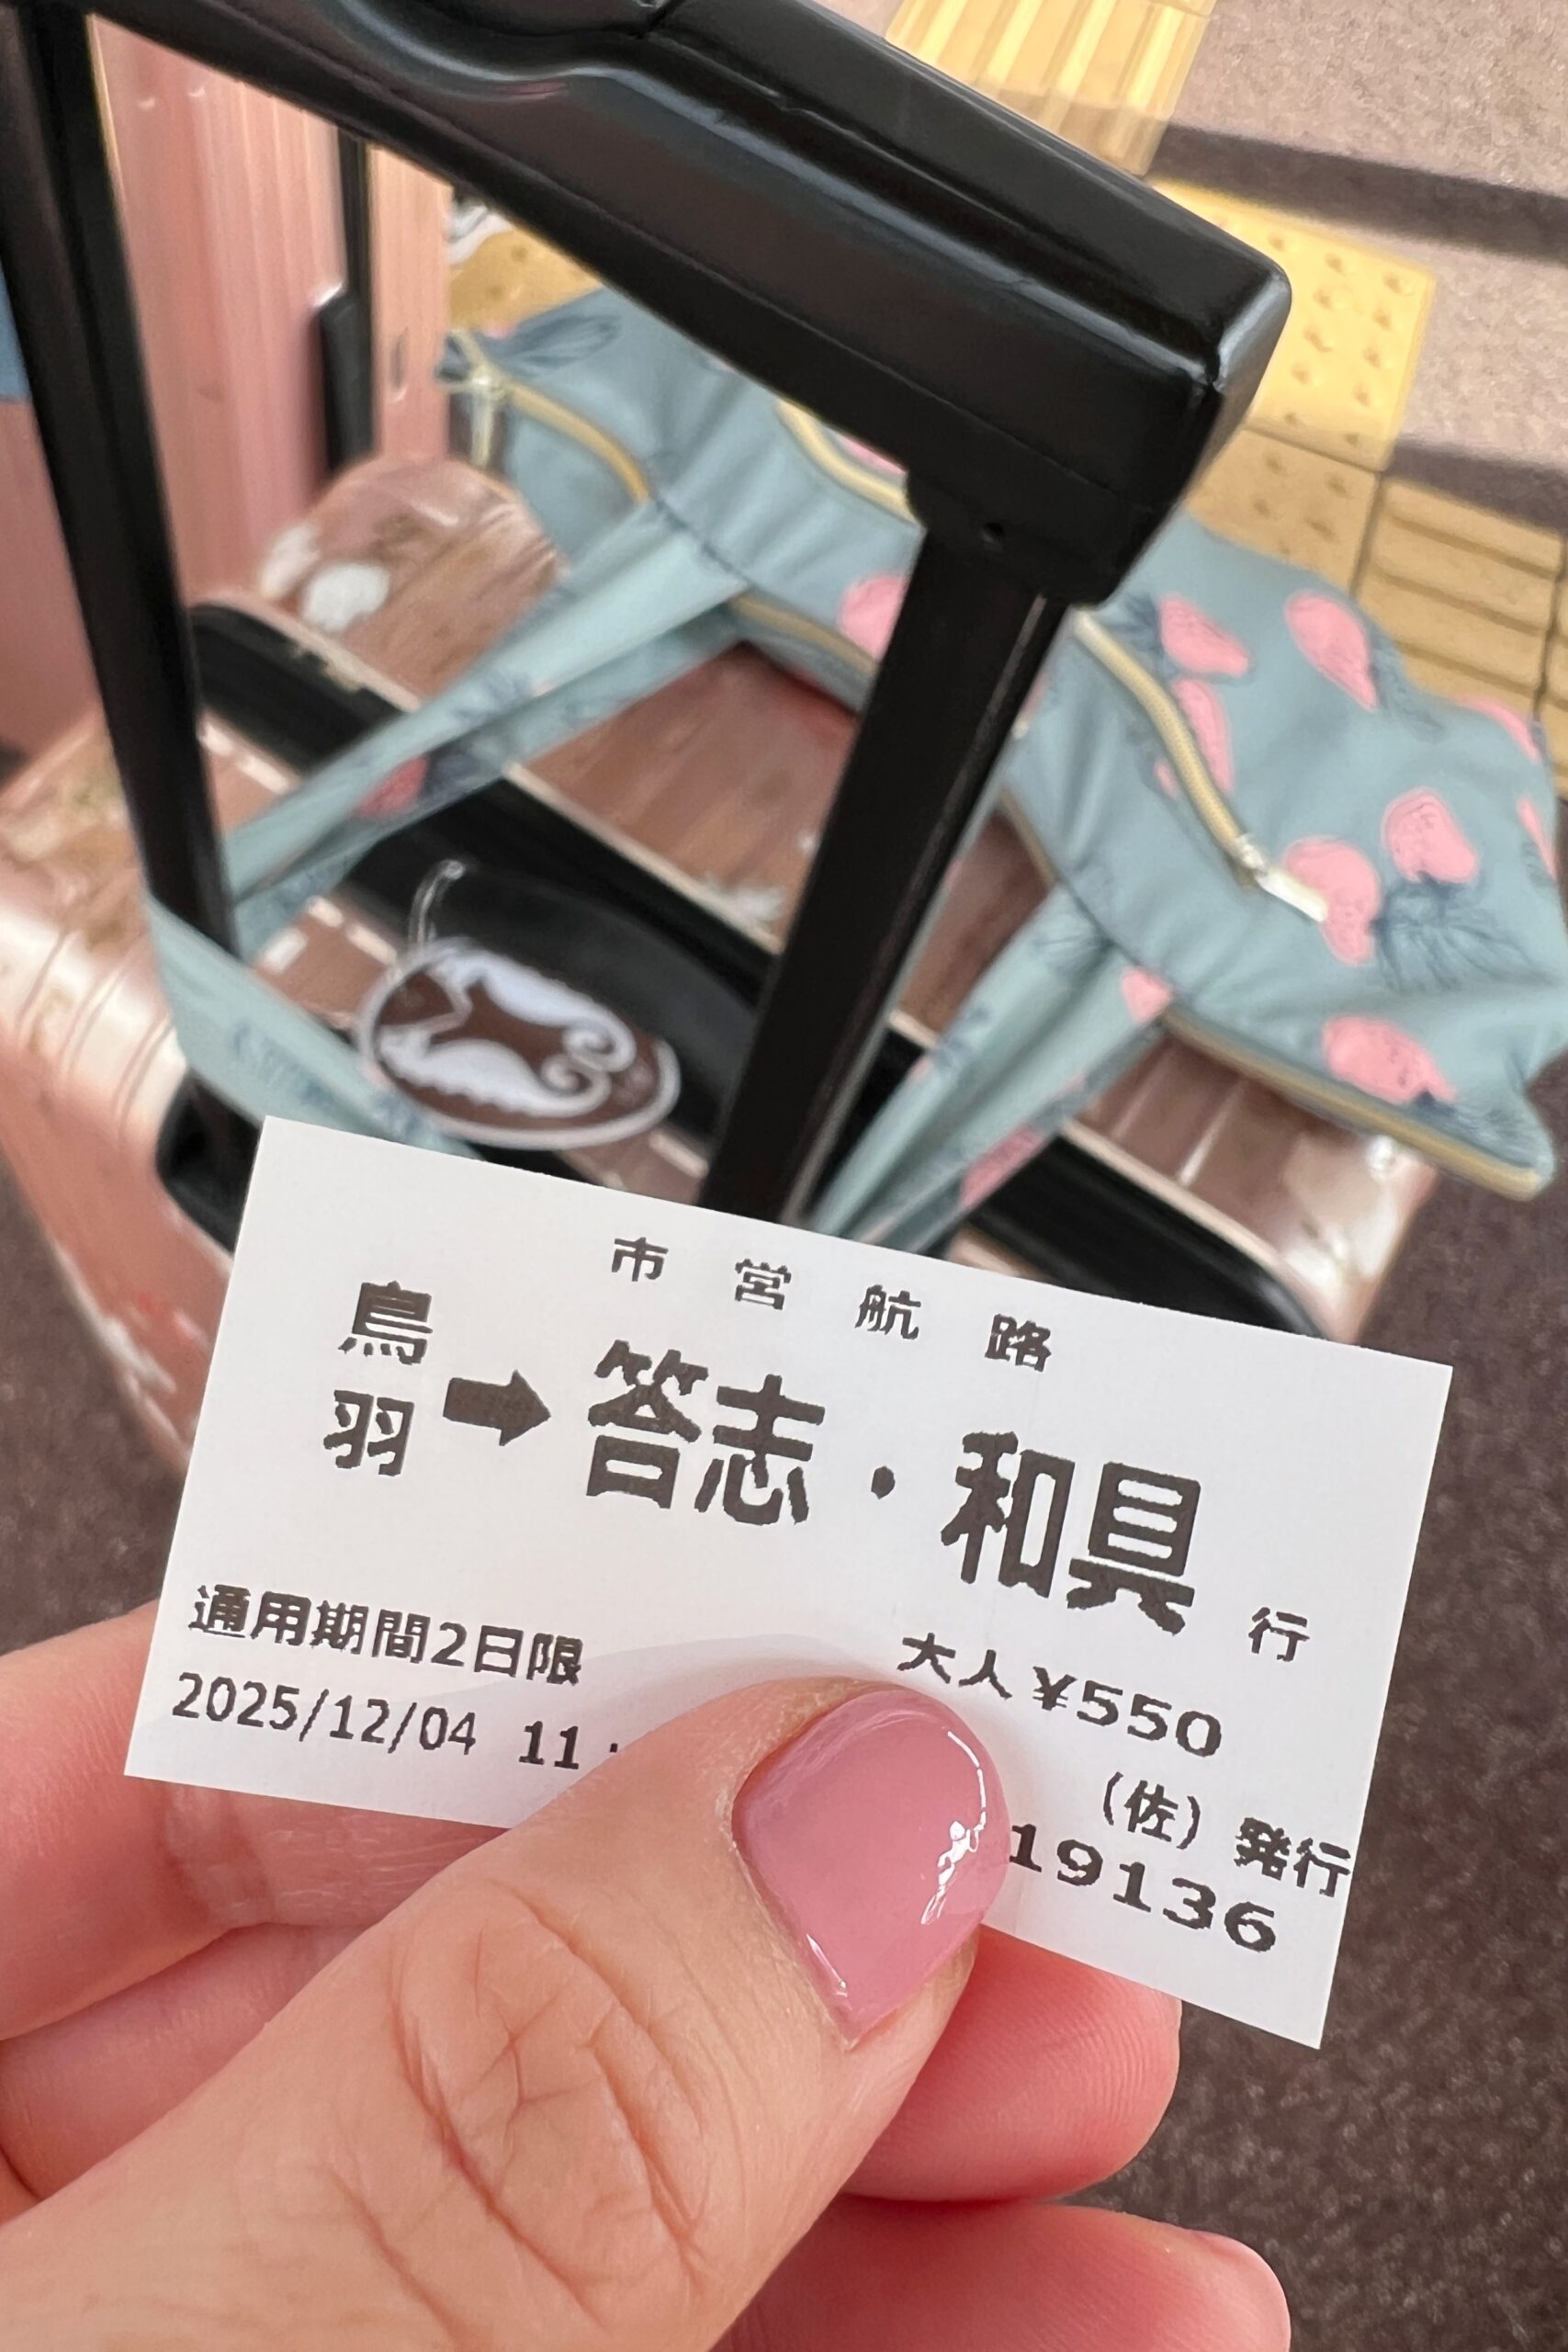 市営航路
鳥羽➡答志・和具 行
通用期間2日限
大人¥550
2025/12/04 11
(佐)発行
19136